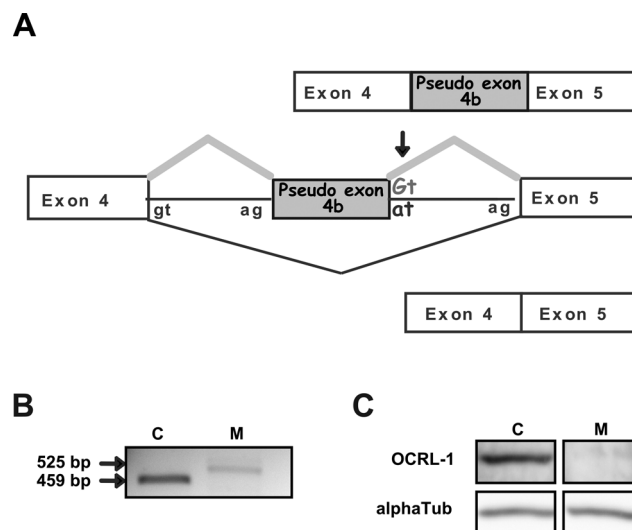 A
Exon 4 Pseudo exon 4b Exon 5
Gt
Exon 4 Pseudo exon 4b Exon 5
gt ag at ag
Exon 4 Exon 5
B
C M
525 bp
459 bp
C
C M
OCRL-1
alphaTub